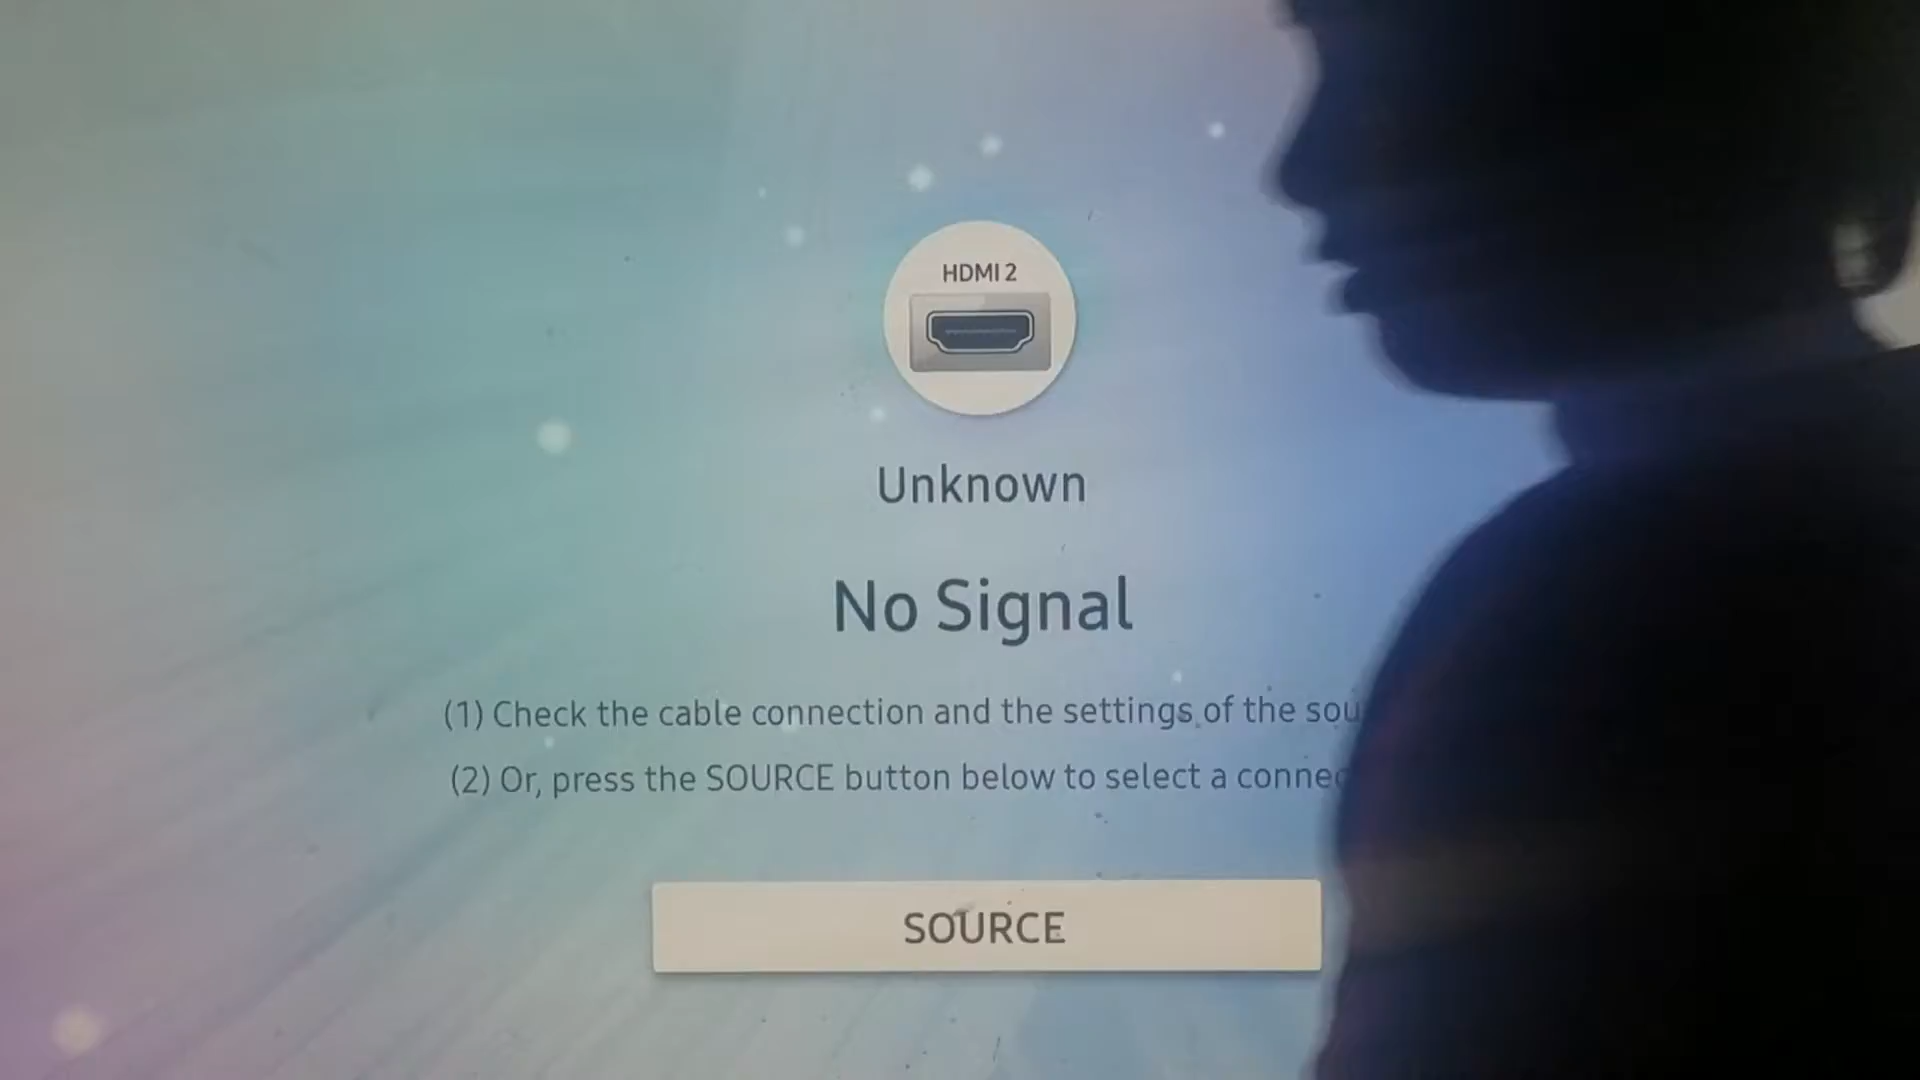 HDMI 2
Unknown
No Signal
(1) Check the cable connection and the settings of the
(2) Or, press the SOURCE button below to select a
SOURCE